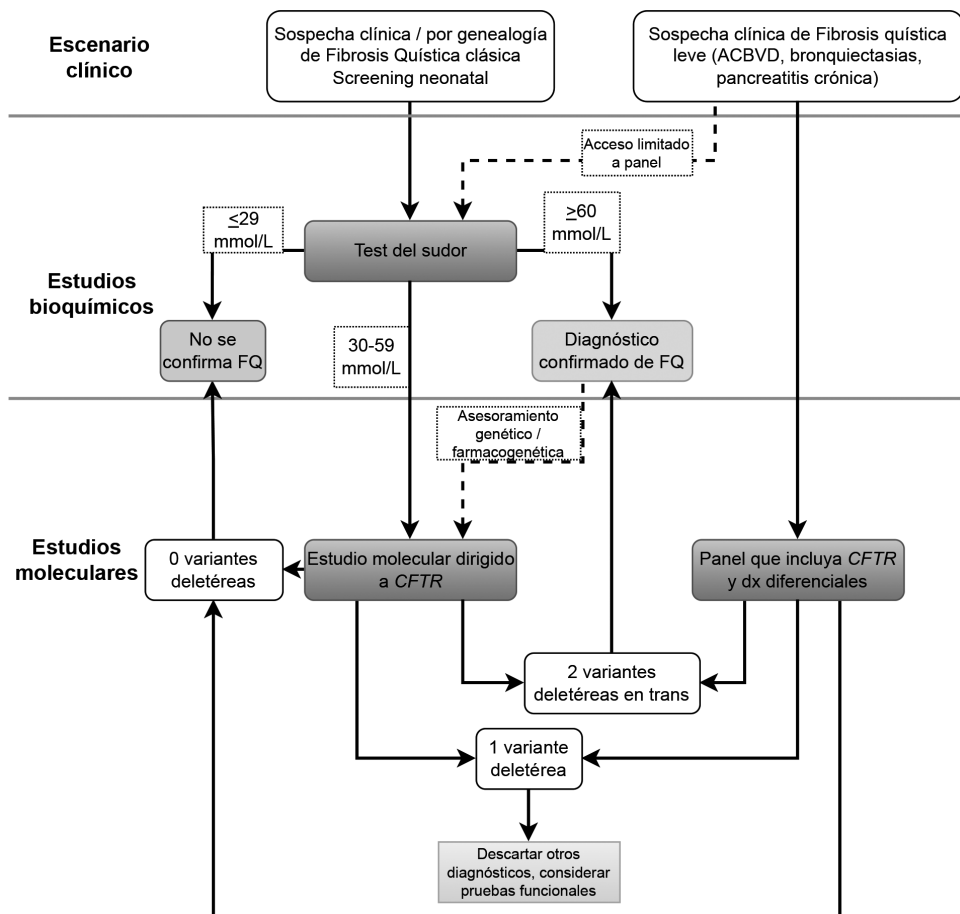 Escenario
clínico
Sospecha clínica / por genealogía
de Fibrosis Quística clásica
Screening neonatal
Sospecha clínica de Fibrosis quística
leve (ACBVD, bronquiectasias,
pancreatitis crónica)
Acceso limitado
a panel
≤29
mmol/L
Test del sudor
≥60
mmol/L
Estudios
bioquímicos
No se
confirma FQ
30-59
mmol/L
Diagnóstico
confirmado de FQ
Asesoramiento
genético /
farmacogenética
Estudios
moleculares
0 variantes
deletéreas
Estudio molecular dirigido
a CFTR
Panel que incluya CFTR
y dx diferenciales
2 variantes
deletéreas en trans
1 variante
deletérea
Descartar otros
diagnósticos, considerar
pruebas funcionales